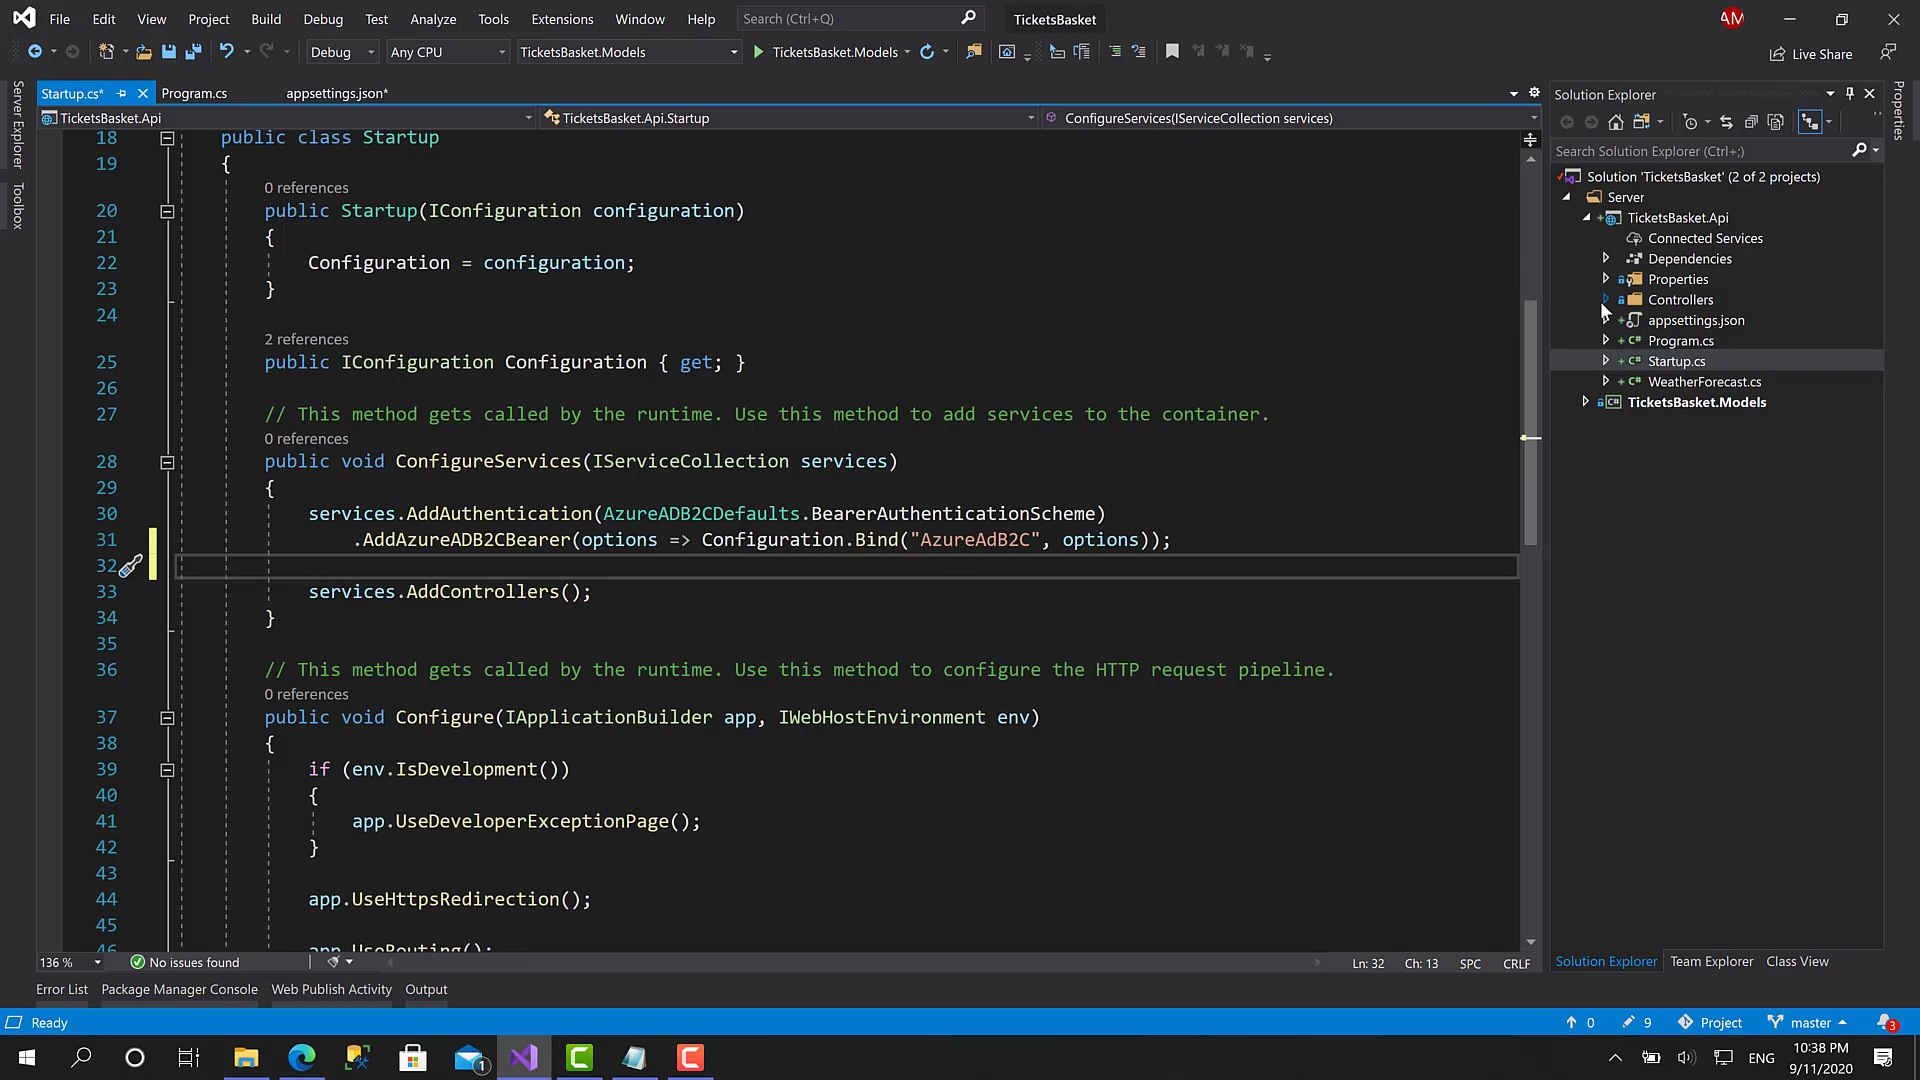 File Edit View Project Build Debug Test Analyze Tools Extensions Window Help Search (Ctrl+Q) TicketsBasket AM
Debug Any CPU TicketsBasket.Models TicketsBasket.Models Live Share
Server Explorer
Toolbox
Startup.cs* Program.cs appsettings.json*
TicketsBasket.Api TicketsBasket.Api.Startup ConfigureServices(IServiceCollection services)
18 public class Startup
19 {
0 references
20 public Startup(IConfiguration configuration)
21 {
22 Configuration = configuration;
23 }
24
2 references
25 public IConfiguration Configuration { get; }
26
27 // This method gets called by the runtime. Use this method to add services to the container.
0 references
28 public void ConfigureServices(IServiceCollection services)
29 {
30 services.AddAuthentication(AzureADB2CDefaults.BearerAuthenticationScheme)
31 .AddAzureADB2CBearer(options => Configuration.Bind("AzureAdB2C", options));
32
33 services.AddControllers();
34 }
35
36 // This method gets called by the runtime. Use this method to configure the HTTP request pipeline.
0 references
37 public void Configure(IApplicationBuilder app, IWebHostEnvironment env)
38 {
39 if (env.IsDevelopment())
40 {
41 app.UseDeveloperExceptionPage();
42 }
43
44 app.UseHttpsRedirection();
45
46 app.UseRouting();
136 % No issues found Ln: 32 Ch: 13 SPC CRLF
Solution Explorer
Search Solution Explorer (Ctrl+;)
Solution 'TicketsBasket' (2 of 2 projects)
Server
TicketsBasket.Api
Connected Services
Dependencies
Properties
Controllers
appsettings.json
Program.cs
Startup.cs
WeatherForecast.cs
TicketsBasket.Models
Solution Explorer Team Explorer Class View
Properties
Error List Package Manager Console Web Publish Activity Output
Ready 0 9 Project master 3
1 ENG 10:38 PM
9/11/2020